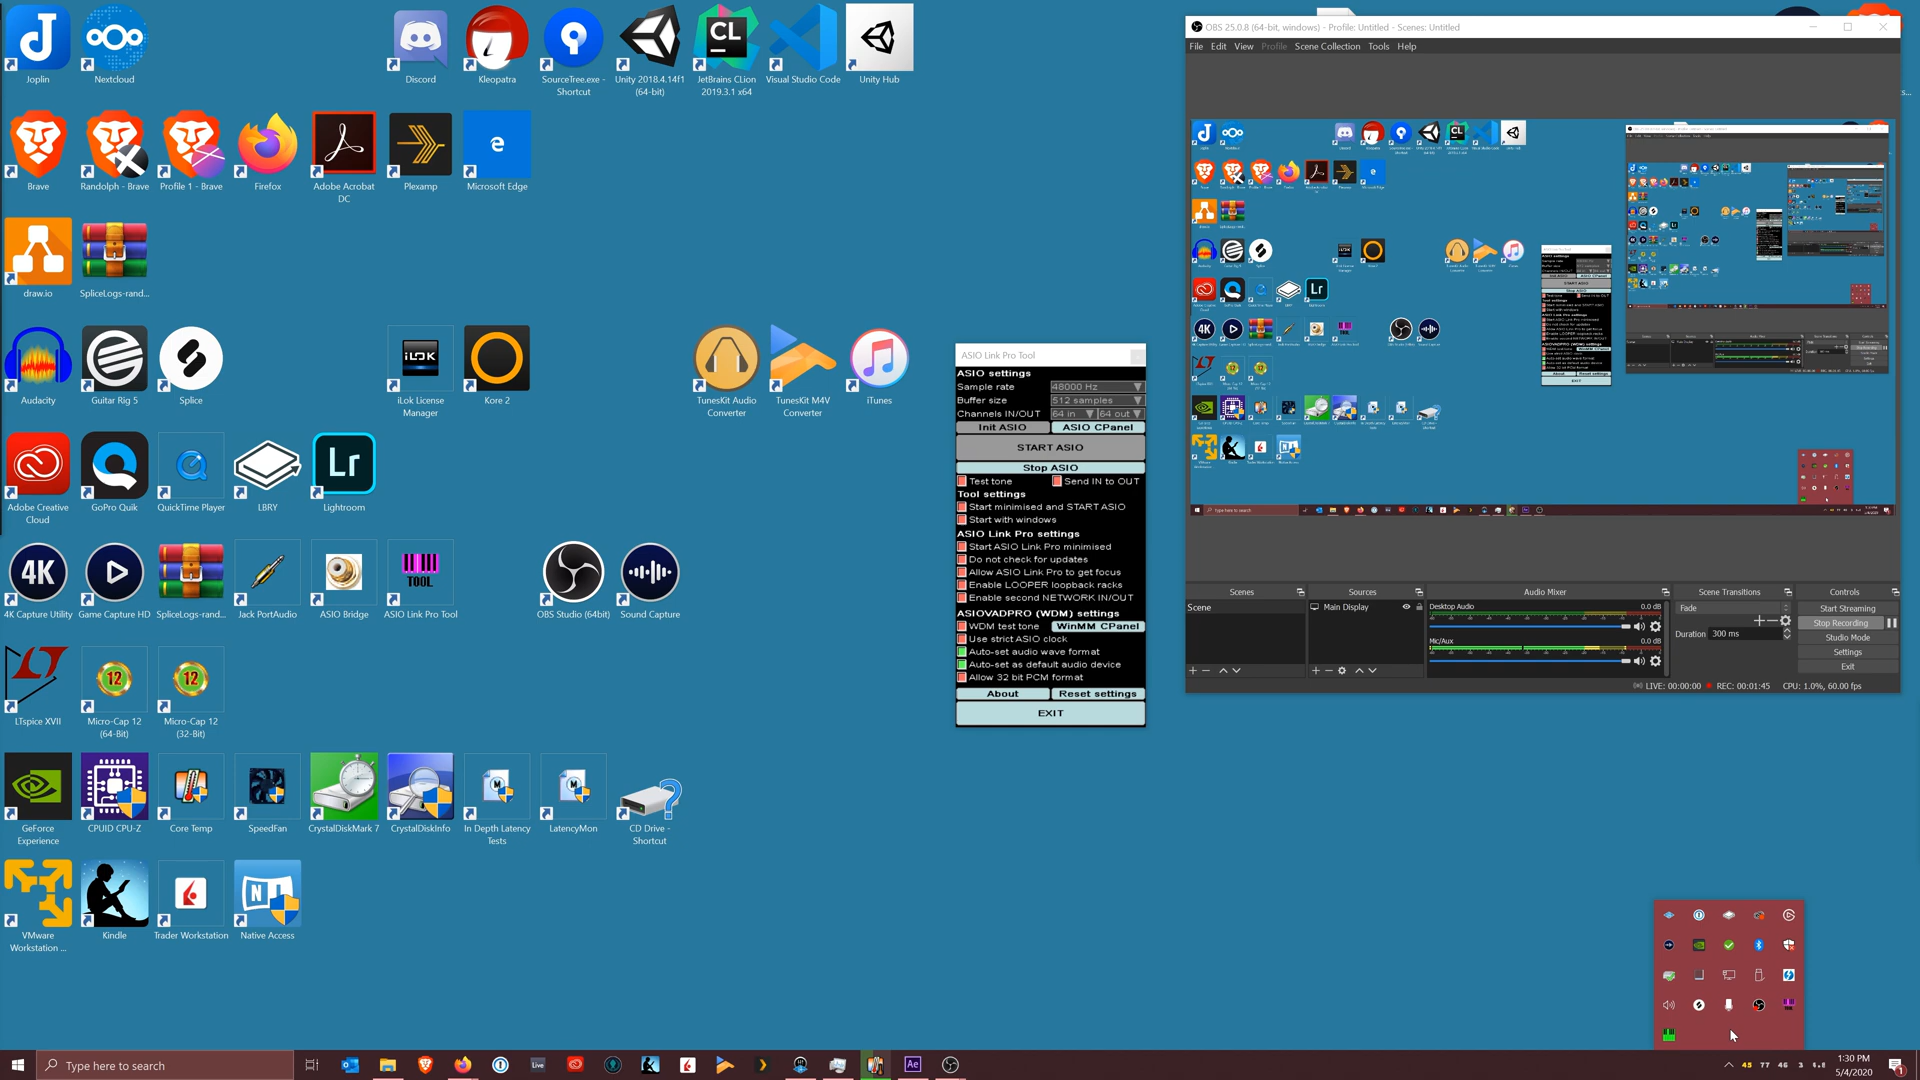 Joplin
Nextcloud
Discord
Kleopatra
SourceTree.exe - Shortcut
Unity 2018.4.14f1 (64-bit)
JetBrains CLion 2019.3.1 x64
Visual Studio Code
Unity Hub
Brave
Randolph - Brave
Profile 1 - Brave
Firefox
Adobe Acrobat DC
Plexamp
Microsoft Edge
draw.io
SpliceLogs-rand...
Audacity
Guitar Rig 5
Splice
iLOK
iLok License Manager
Kore 2
TunesKit Audio Converter
TunesKit M4V Converter
iTunes
Adobe Creative Cloud
GoPro Quik
QuickTime Player
LBRY
Lr
Lightroom
4K
4K Capture Utility
Game Capture HD
SpliceLogs-rand...
Jack PortAudio
ASIO Bridge
TOOL
ASIO Link Pro Tool
OBS Studio (64bit)
Sound Capture
LTspice XVII
12
Micro-Cap 12 (64-Bit)
12
Micro-Cap 12 (32-Bit)
GeForce Experience
CPUID CPU-Z
Core Temp
SpeedFan
CrystalDiskMark 7
CrystalDiskInfo
In Depth Latency Tests
LatencyMon
CD Drive - Shortcut
VMware Workstation ...
Kindle
Trader Workstation
Native Access
ASIO Link Pro Tool
ASIO settings
Sample rate 48000 Hz
Buffer size 512 samples
Channels IN/OUT 64 in 64 out
Init ASIO ASIO CPanel
START ASIO
Stop ASIO
Test tone Send IN to OUT
Tool settings
Start minimised and START ASIO
Start with windows
ASIO Link Pro settings
Start ASIO Link Pro minimised
Do not check for updates
Allow ASIO Link Pro to get focus
Enable LOOPER loopback racks
Enable second NETWORK IN/OUT
ASIOVADPRO (WDM) settings
WDM test tone WinMM CPanel
Use strict ASIO clock
Auto-set audio wave format
Auto-set as default audio device
Allow 32 bit PCM format
About Reset settings
EXIT
OBS 25.0.8 (64-bit, windows) - Profile: Untitled - Scenes: Untitled
File Edit View Profile Scene Collection Tools Help
Scenes
Scene
Sources
Main Display
Audio Mixer
Desktop Audio 0.0 dB
Mic/Aux 0.0 dB
Scene Transitions
Fade
Duration 300 ms
Controls
Start Streaming
Stop Recording
Studio Mode
Settings
Exit
LIVE: 00:00:00 REC: 00:01:45 CPU: 1.0%, 60.00 fps
Type here to search
Live
Ae
45 77 46 3
1:30 PM
5/4/2020
1